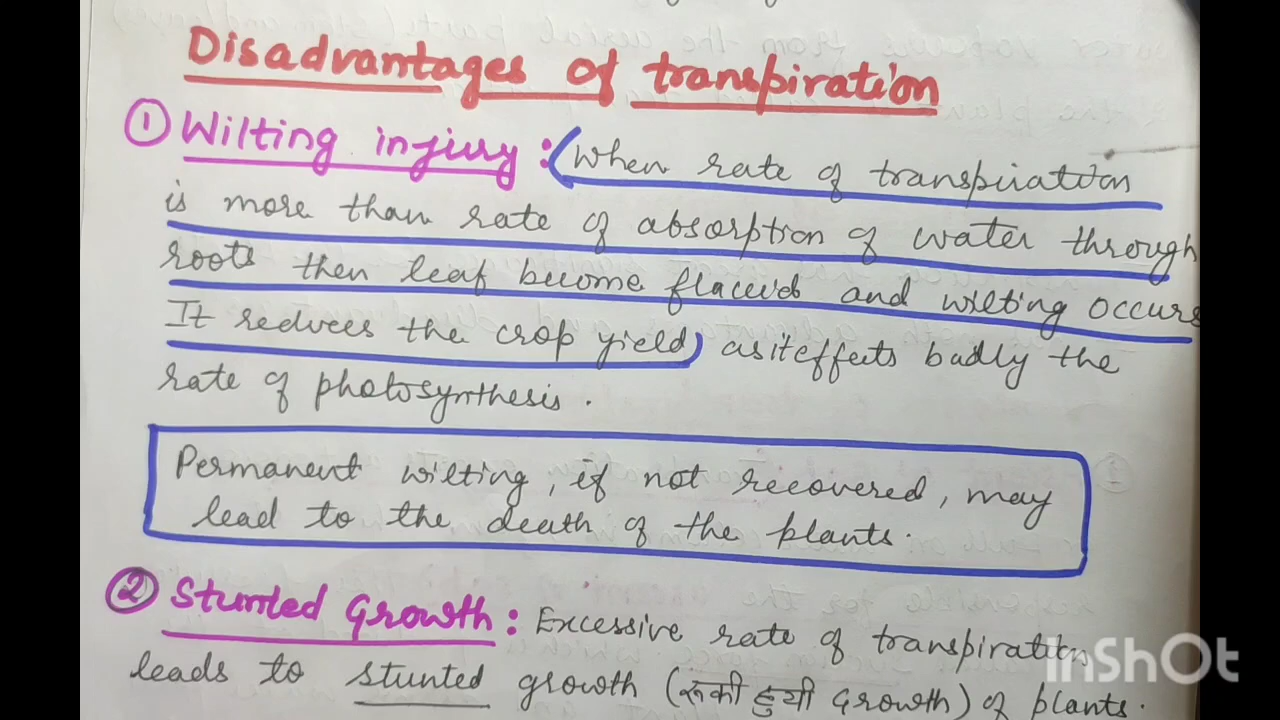 Disadvantages of transpiration
① Wilting injury : (When rate of transpiration
is more than rate of absorption of water through
roots then leaf become flaccid and wilting occurs
It reduces the crop yield) as it effects badly the
rate of photosynthesis .
Permanent wilting, if not recovered, may
lead to the death of the plants.
② Stunted Growth : Excessive rate of transpiration
leads to stunted growth (रूकी हुयी Growth) of plants.
InShOt